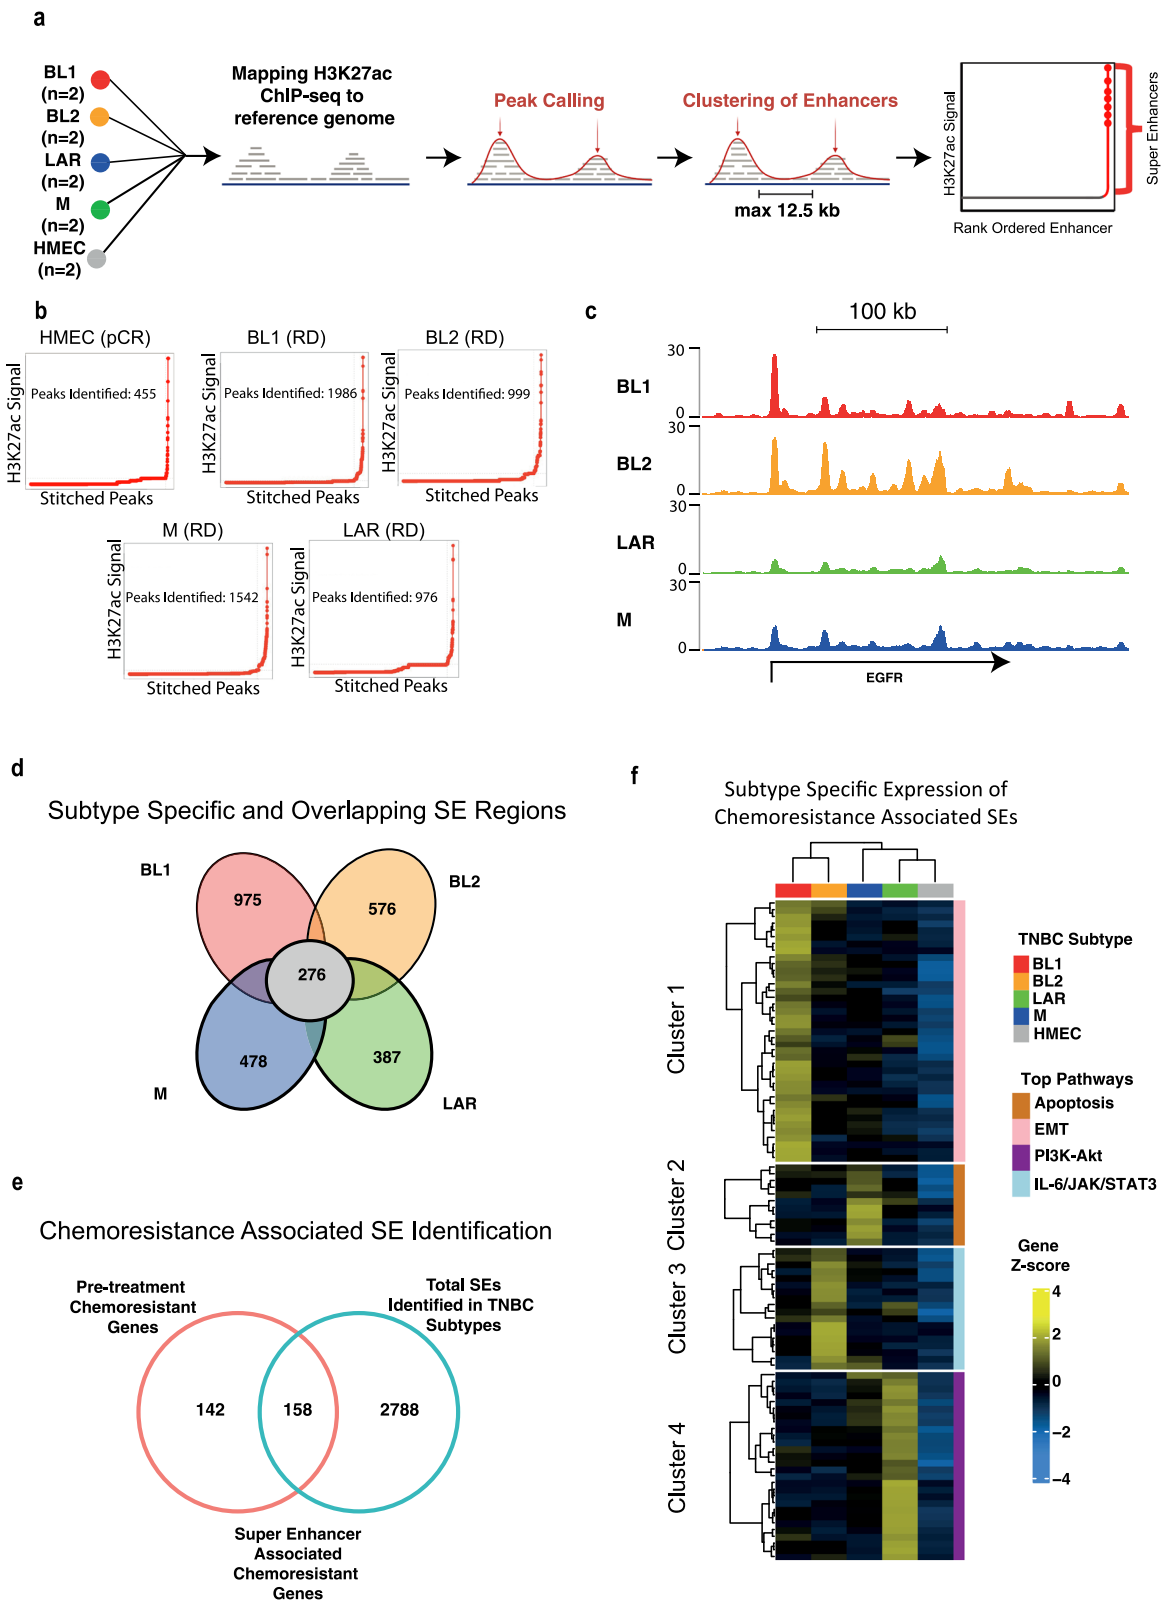 a
BL1
(n=2)
BL2
(n=2)
LAR
(n=2)
M
(n=2)
HMEC
(n=2)
Mapping H3K27ac
ChIP-seq to
reference genome
Peak Calling
Clustering of Enhancers
max 12.5 kb
H3K27ac Signal
Rank Ordered Enhancer
Super Enhancers
b
HMEC (pCR)
H3K27ac Signal
Peaks Identified: 455
Stitched Peaks
BL1 (RD)
H3K27ac Signal
Peaks Identified: 1986
Stitched Peaks
BL2 (RD)
H3K27ac Signal
Peaks Identified: 999
Stitched Peaks
M (RD)
H3K27ac Signal
Peaks Identified: 1542
Stitched Peaks
LAR (RD)
H3K27ac Signal
Peaks Identified: 976
Stitched Peaks
c
100 kb
30
BL1
0
30
BL2
0
30
LAR
0
30
M
0
EGFR
d
Subtype Specific and Overlapping SE Regions
BL1
975
576
BL2
276
478
387
M
LAR
e
Chemoresistance Associated SE Identification
Pre-treatment
Chemoresistant
Genes
Total SEs
Identified in TNBC
Subtypes
142
158
2788
Super Enhancer
Associated
Chemoresistant
Genes
f
Subtype Specific Expression of
Chemoresistance Associated SEs
Cluster 1
Cluster 2
Cluster 3
Cluster 4
TNBC Subtype
BL1
BL2
LAR
M
HMEC
Top Pathways
Apoptosis
EMT
PI3K-Akt
IL-6/JAK/STAT3
Gene
Z-score
4
2
0
−2
−4